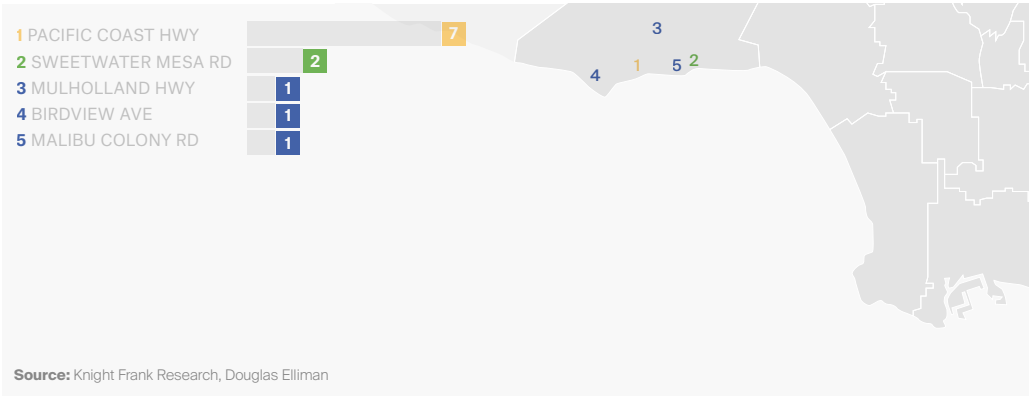 1 PACIFIC COAST HWY 7
2 SWEETWATER MESA RD 2
3 MULHOLLAND HWY 1
4 BIRDVIEW AVE 1
5 MALIBU COLONY RD 1
3
4 1 5 2
Source: Knight Frank Research, Douglas Elliman